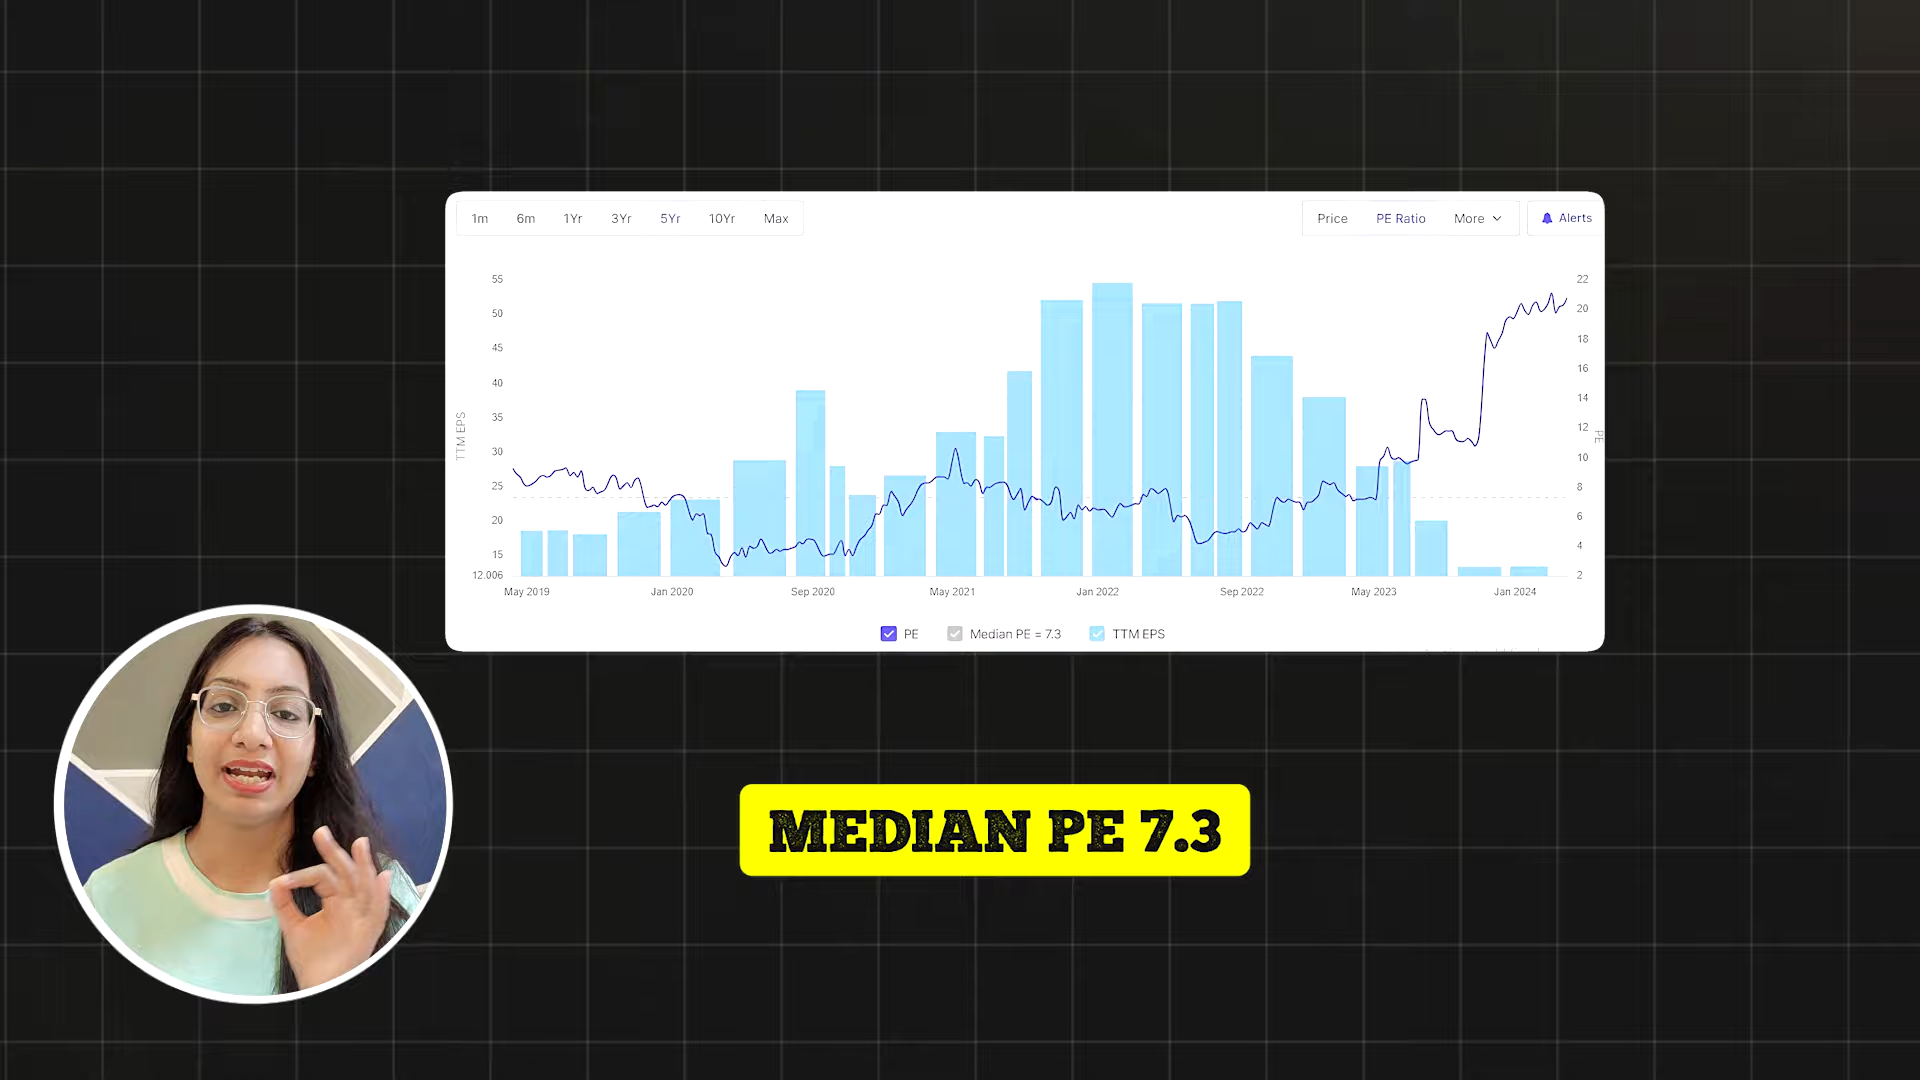 1m 6m 1Yr 3Yr 5Yr 10Yr Max Price PE Ratio More Alerts
55 22
50 20
45 18
40 16
35 14
30 12
25 10
20 8
15 6
12.006 4
2
TTM EPS
PE
May 2019 Jan 2020 Sep 2020 May 2021 Jan 2022 Sep 2022 May 2023 Jan 2024
PE Median PE = 7.3 TTM EPS
MEDIAN PE 7.3